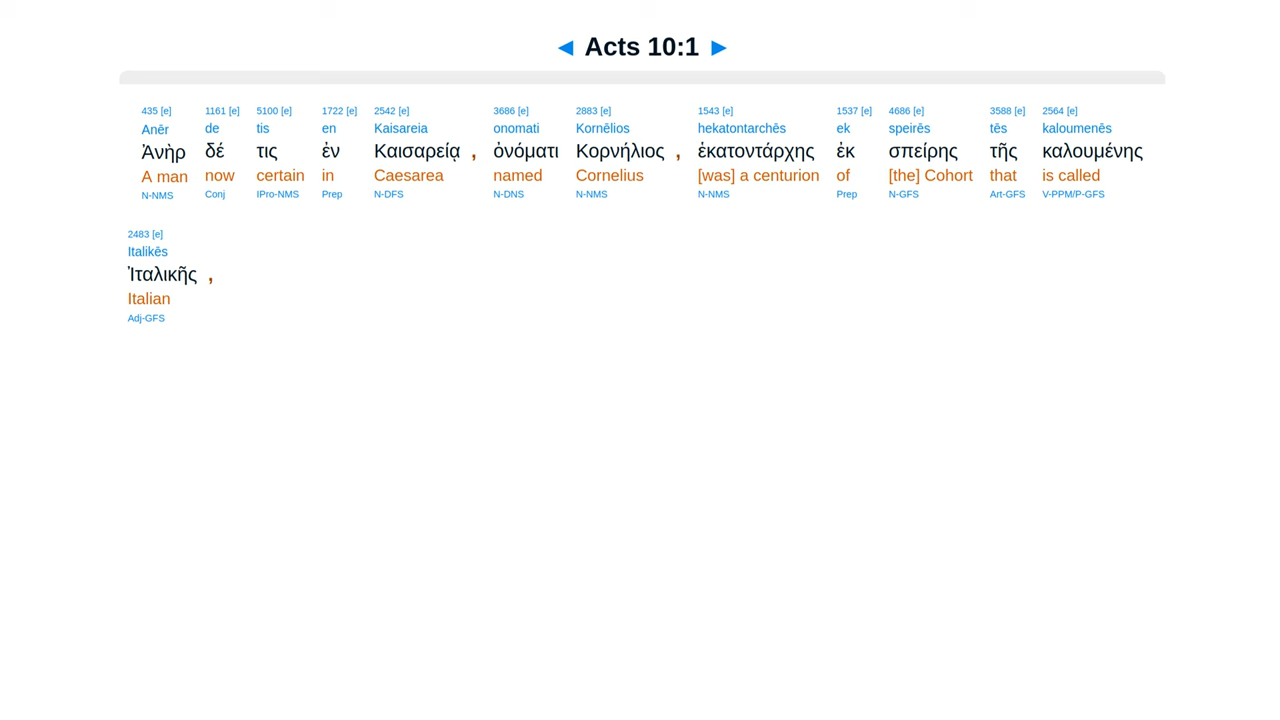 ◄ Acts 10:1 ►
435 [e] 1161 [e] 5100 [e] 1722 [e] 2542 [e] 3686 [e] 2883 [e] 1543 [e] 1537 [e] 4686 [e] 3588 [e] 2564 [e]
Anēr de tis en Kaisareia onomati Kornēlios hekatontarchēs ek speirēs tēs kaloumenēs
Ἀνὴρ δέ τις ἐν Καισαρείᾳ , ὀνόματι Κορνήλιος , ἑκατοντάρχης ἐκ σπείρης τῆς καλουμένης
A man now certain in Caesarea named Cornelius [was] a centurion of [the] Cohort that is called
N-NMS Conj IPro-NMS Prep N-DFS N-DNS N-NMS N-NMS Prep N-GFS Art-GFS V-PPM/P-GFS
2483 [e]
Italikēs
Ἰταλικῆς ,
Italian
Adj-GFS